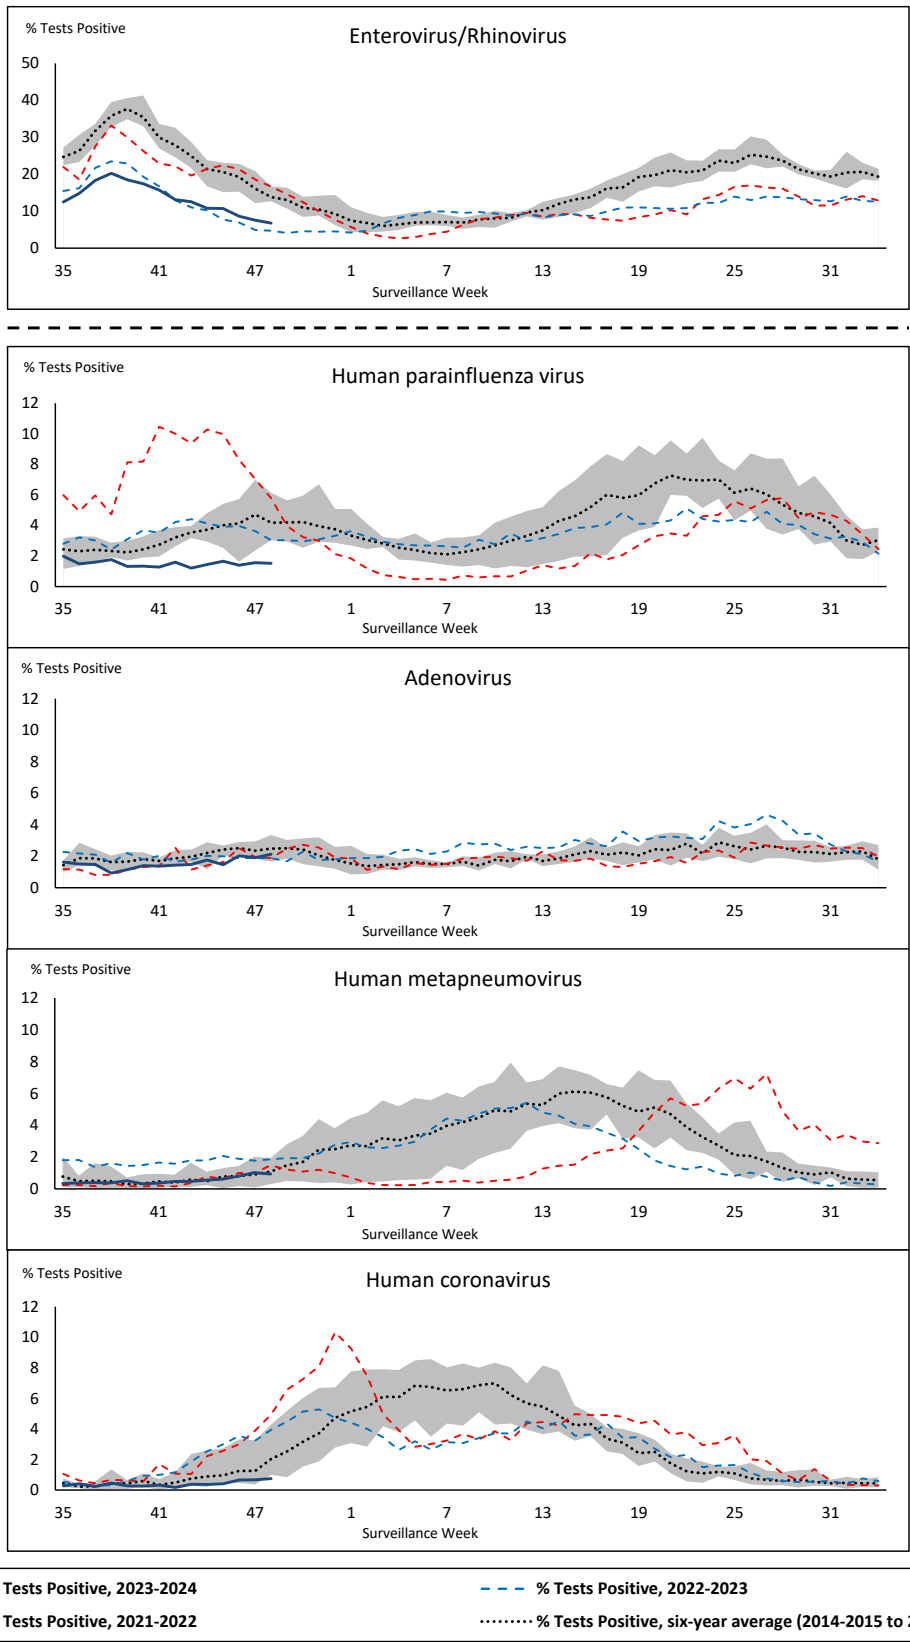 % Tests Positive
Enterovirus/Rhinovirus
50
40
30
20
10
0
35 41 47 1 7 13 19 25 31
Surveillance Week
% Tests Positive
Human parainfluenza virus
12
10
8
6
4
2
0
35 41 47 1 7 13 19 25 31
Surveillance Week
% Tests Positive
Adenovirus
12
10
8
6
4
2
0
35 41 47 1 7 13 19 25 31
Surveillance Week
% Tests Positive
Human metapneumovirus
12
10
8
6
4
2
0
35 41 47 1 7 13 19 25 31
Surveillance Week
% Tests Positive
Human coronavirus
12
10
8
6
4
2
0
35 41 47 1 7 13 19 25 31
Surveillance Week
Tests Positive, 2023-2024 % Tests Positive, 2022-2023
Tests Positive, 2021-2022 % Tests Positive, six-year average (2014-2015 to